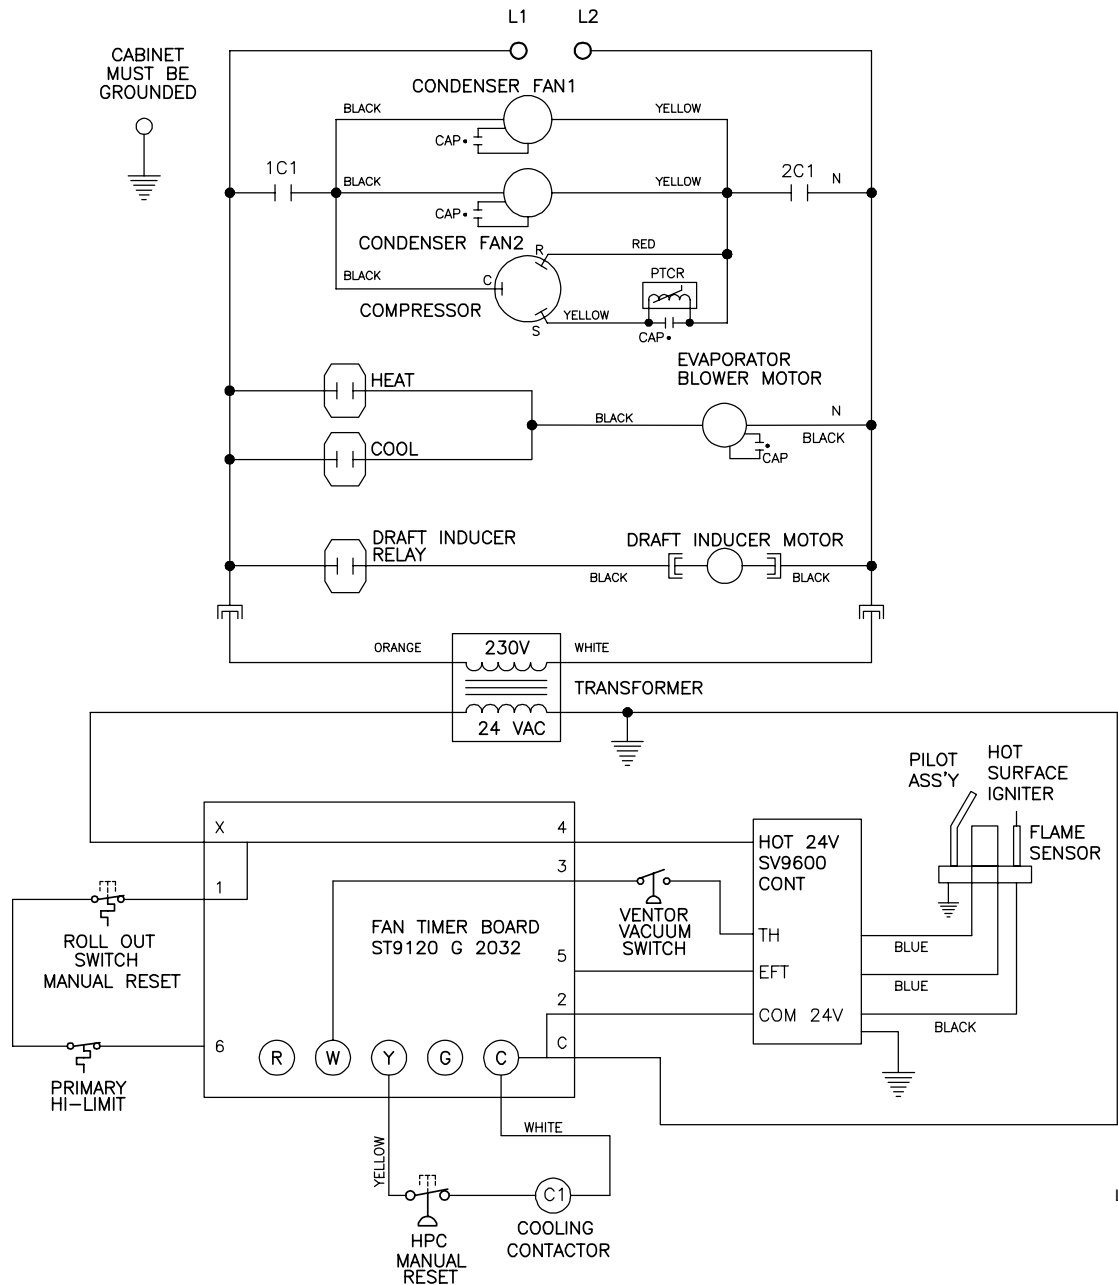 L1
L2
CABINET
MUST BE
GROUNDED
CONDENSER FAN1
BLACK
YELLOW
CAP•
1C1
BLACK
YELLOW
2C1
N
CAP•
CONDENSER FAN2
R
RED
BLACK
C
PTCR
COMPRESSOR
YELLOW
S
CAP•
EVAPORATOR
BLOWER MOTOR
HEAT
BLACK
N
BLACK
COOL
CAP
DRAFT INDUCER
RELAY
DRAFT INDUCER MOTOR
BLACK
BLACK
ORANGE
230V
WHITE
TRANSFORMER
24 VAC
PILOT
ASS'Y
HOT
SURFACE
IGNITER
FLAME
SENSOR
X
4
HOT 24V
SV9600
CONT
3
1
FAN TIMER BOARD
ST9120 G 2032
VENTOR
VACUUM
SWITCH
TH
BLUE
ROLL OUT
SWITCH
MANUAL RESET
5
EFT
BLUE
2
COM 24V
BLACK
6
C
R
W
Y
G
C
PRIMARY
HI-LIMIT
WHITE
YELLOW
C1
HPC
MANUAL
RESET
COOLING
CONTACTOR